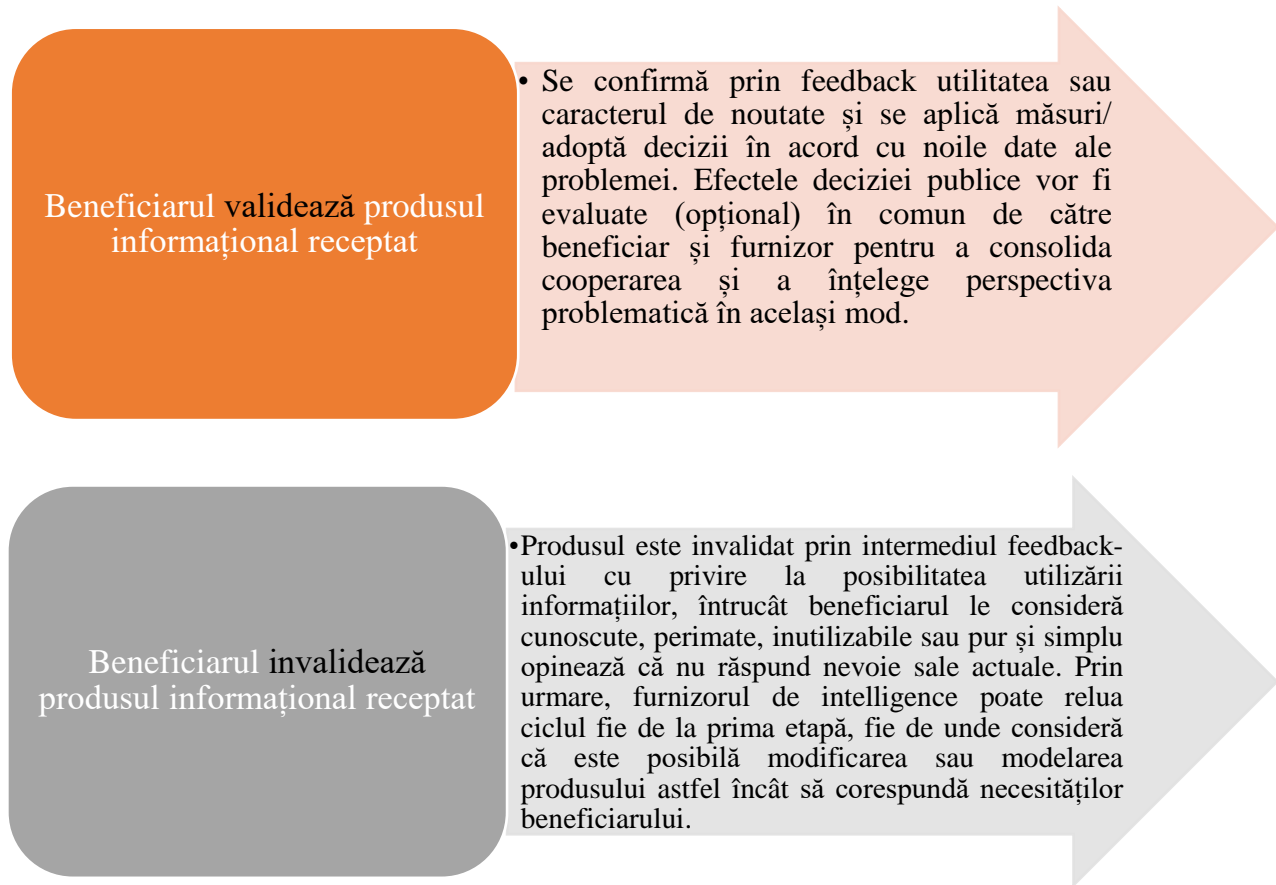 Beneficiarul validează produsul
informațional receptat
• Se confirmă prin feedback utilitatea sau
caracterul de noutate și se aplică măsuri/
adoptă decizii în acord cu noile date ale
problemei. Efectele deciziei publice vor fi
evaluate (opțional) în comun de către
beneficiar și furnizor pentru a consolida
cooperarea și a înțelege perspectiva
problematică în același mod.
Beneficiarul invalidează
produsul informațional receptat
•Produsul este invalidat prin intermediul feedback-
ului cu privire la posibilitatea utilizării
informațiilor, întrucât beneficiarul le consideră
cunoscute, perimate, inutilizabile sau pur și simplu
opinează că nu răspund nevoie sale actuale. Prin
urmare, furnizorul de intelligence poate relua
ciclul fie de la prima etapă, fie de unde consideră
că este posibilă modificarea sau modelarea
produsului astfel încât să corespundă necesităților
beneficiarului.